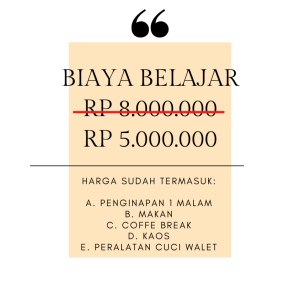 BIAYA BELAJAR
RP 8.000.000
RP 5.000.000
HARGA SUDAH TERMASUK:
A. PENGINAPAN 1 MALAM
B. MAKAN
C. COFFE BREAK
D. KAOS
E. PERALATAN CUCI WALET